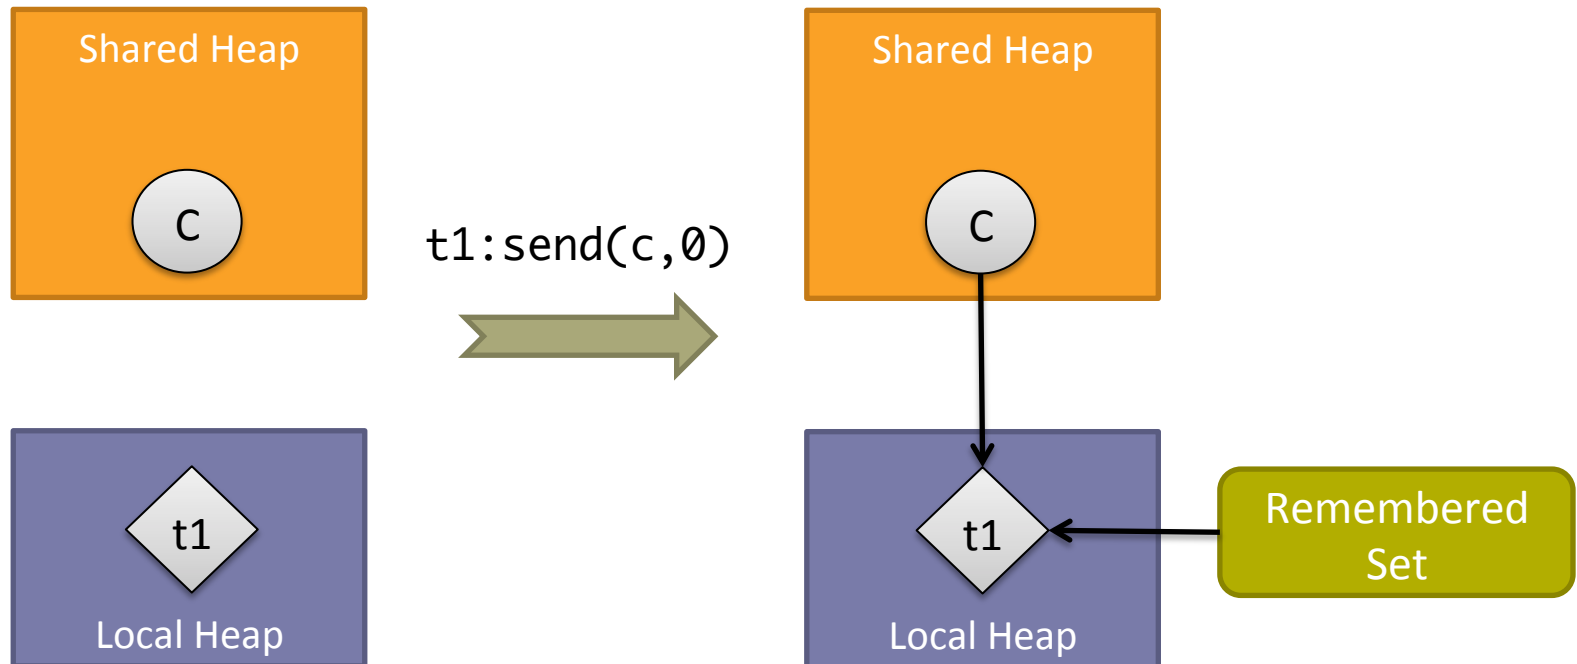 Shared Heap
C
t1
Local Heap
t1:send(c,0)
Shared Heap
C
t1
Local Heap
Remembered
Set